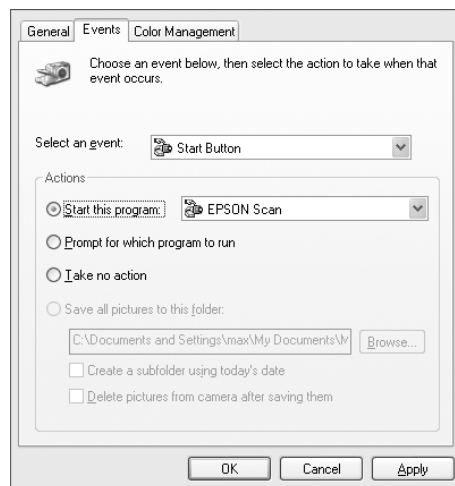 General Events Color Management
Choose an event below, then select the action to take when that
event occurs.
Select an event: Start Button
Actions
Start this program: EPSON Scan
Prompt for which program to run
Take no action
Save all pictures to this folder:
C:\Documents and Settings\max\My Documents\M Browse...
Create a subfolder using today's date
Delete pictures from camera after saving them
OK Cancel Apply